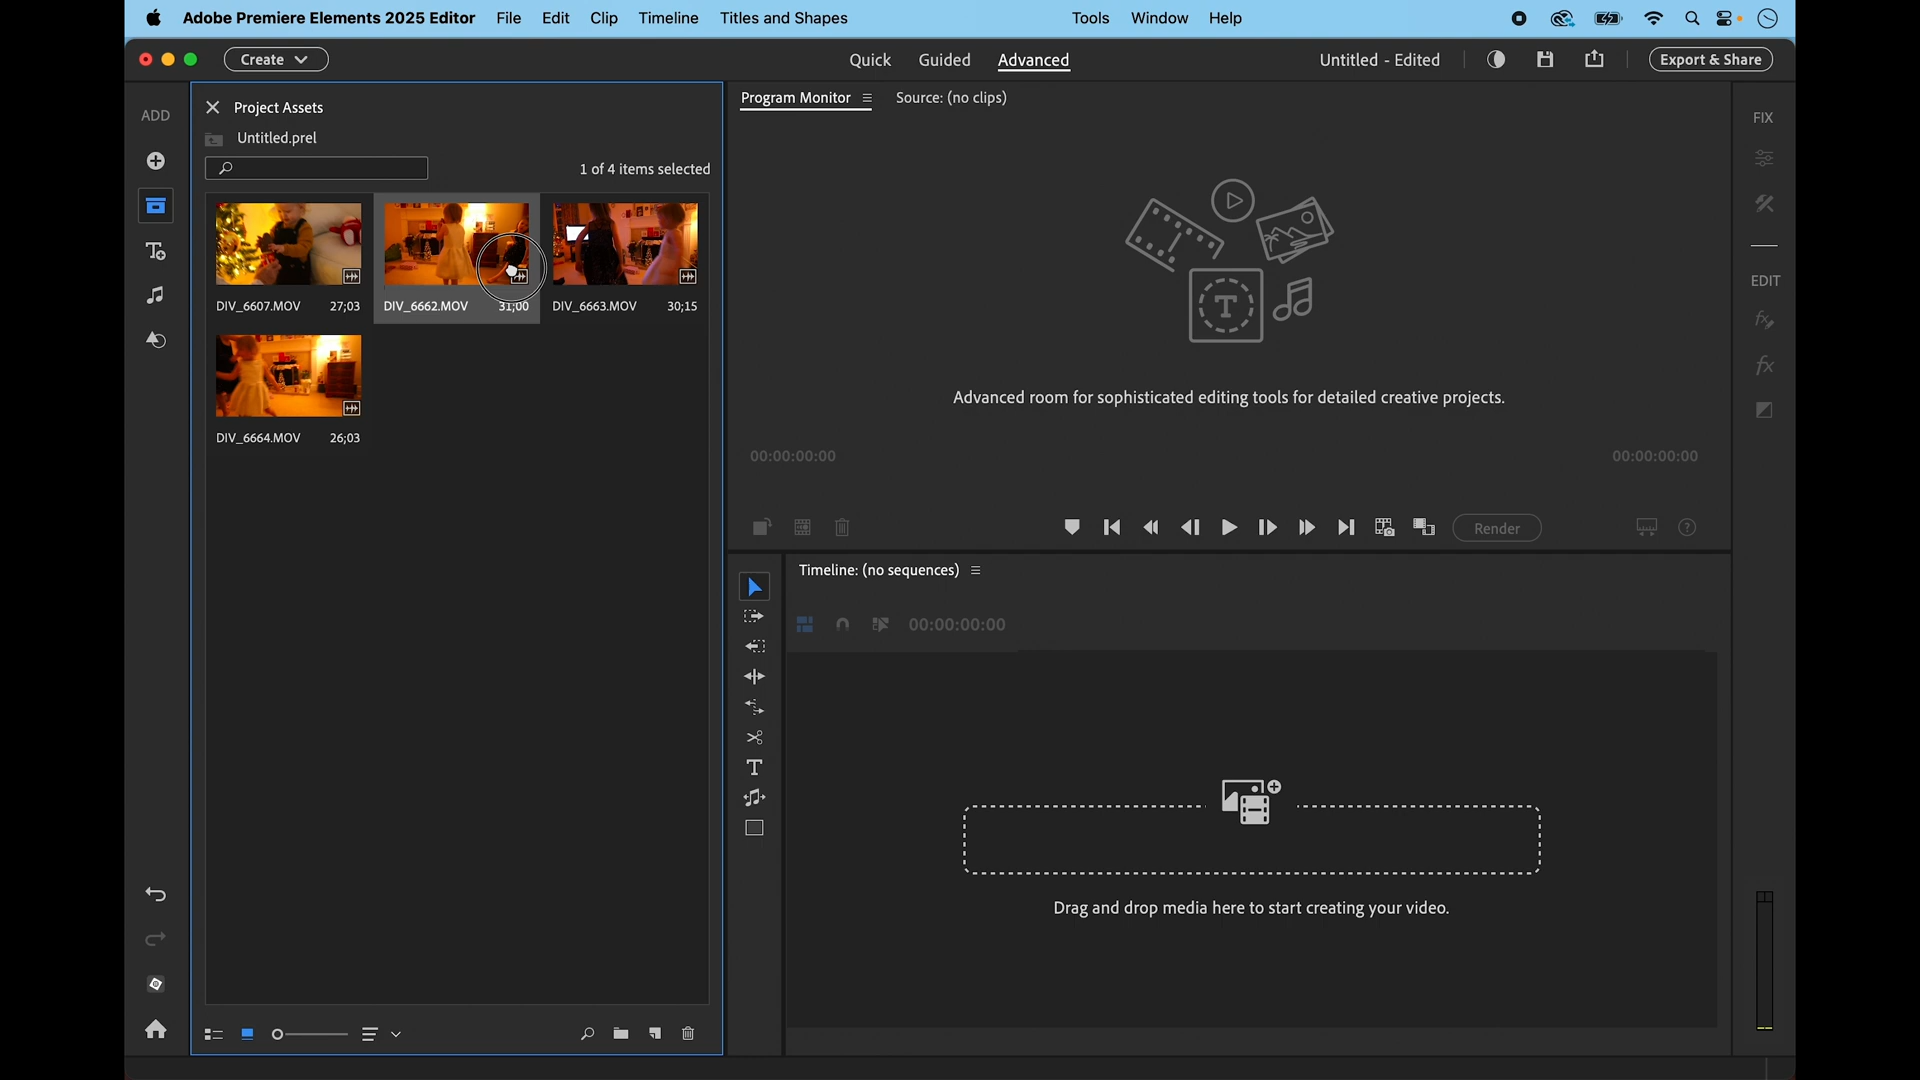 Adobe Premiere Elements 2025 Editor File Edit Clip Timeline Titles and Shapes Tools Window Help
Create Quick Guided Advanced Untitled - Edited Export & Share
ADD
Project Assets
Untitled.prel
1 of 4 items selected
DIV_6607.MOV 27;03
DIV_6662.MOV 31;00
DIV_6663.MOV 30;15
DIV_6664.MOV 26;03
Program Monitor Source: (no clips)
Advanced room for sophisticated editing tools for detailed creative projects.
00:00:00:00 00:00:00:00
Render
Timeline: (no sequences)
00:00:00:00
Drag and drop media here to start creating your video.
FIX
EDIT